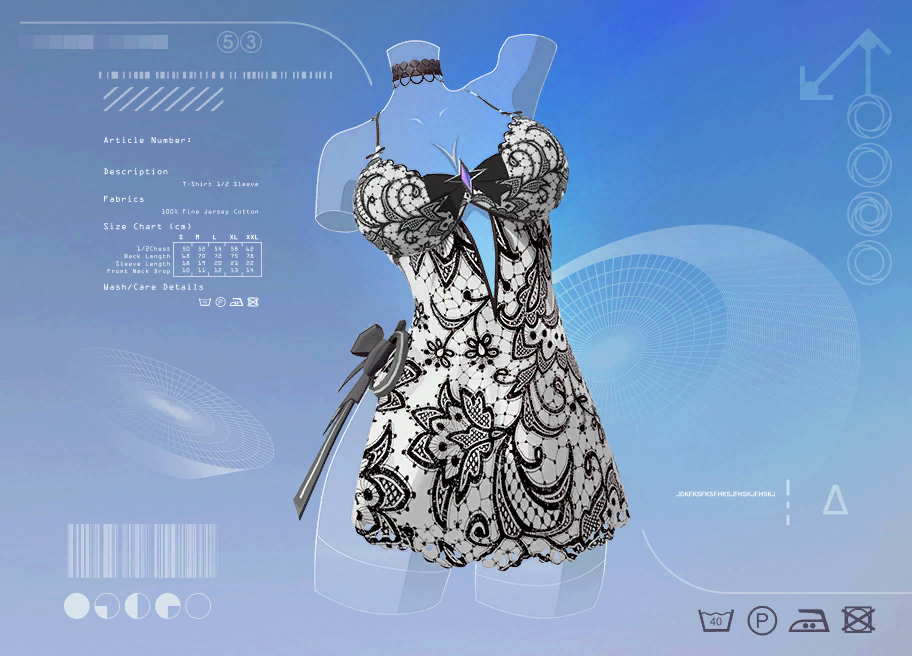 53
Article Number:
Description
T-Shirt 1/2 Sleeve
Fabrics
100% Fine Jersey Cotton
Size Chart (cm)
S M L XL XXL
1/2Chest 50 52 54 58 62
Back Length 68 70 72 75 78
Sleeve Length 18 19 20 21 22
Front Neck Drop 10 11 12 13 14
Wash/Care Details
P
JDKFKSFKSFHKSJFHSKJFHSKJ
40 P